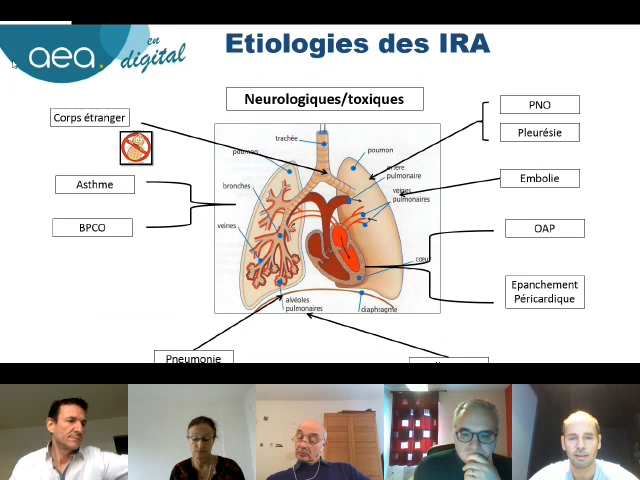 aea.
en
digital
Etiologies des IRA
Neurologiques/toxiques
Corps étranger
PNO
Pleurésie
trachée
poumon
poumon
artère
pulmonaire
Asthme
bronches
veines
pulmonaires
Embolie
BPCO
veines
OAP
cœur
Epanchement
Péricardique
alvéoles
pulmonaires
diaphragme
Pneumonie